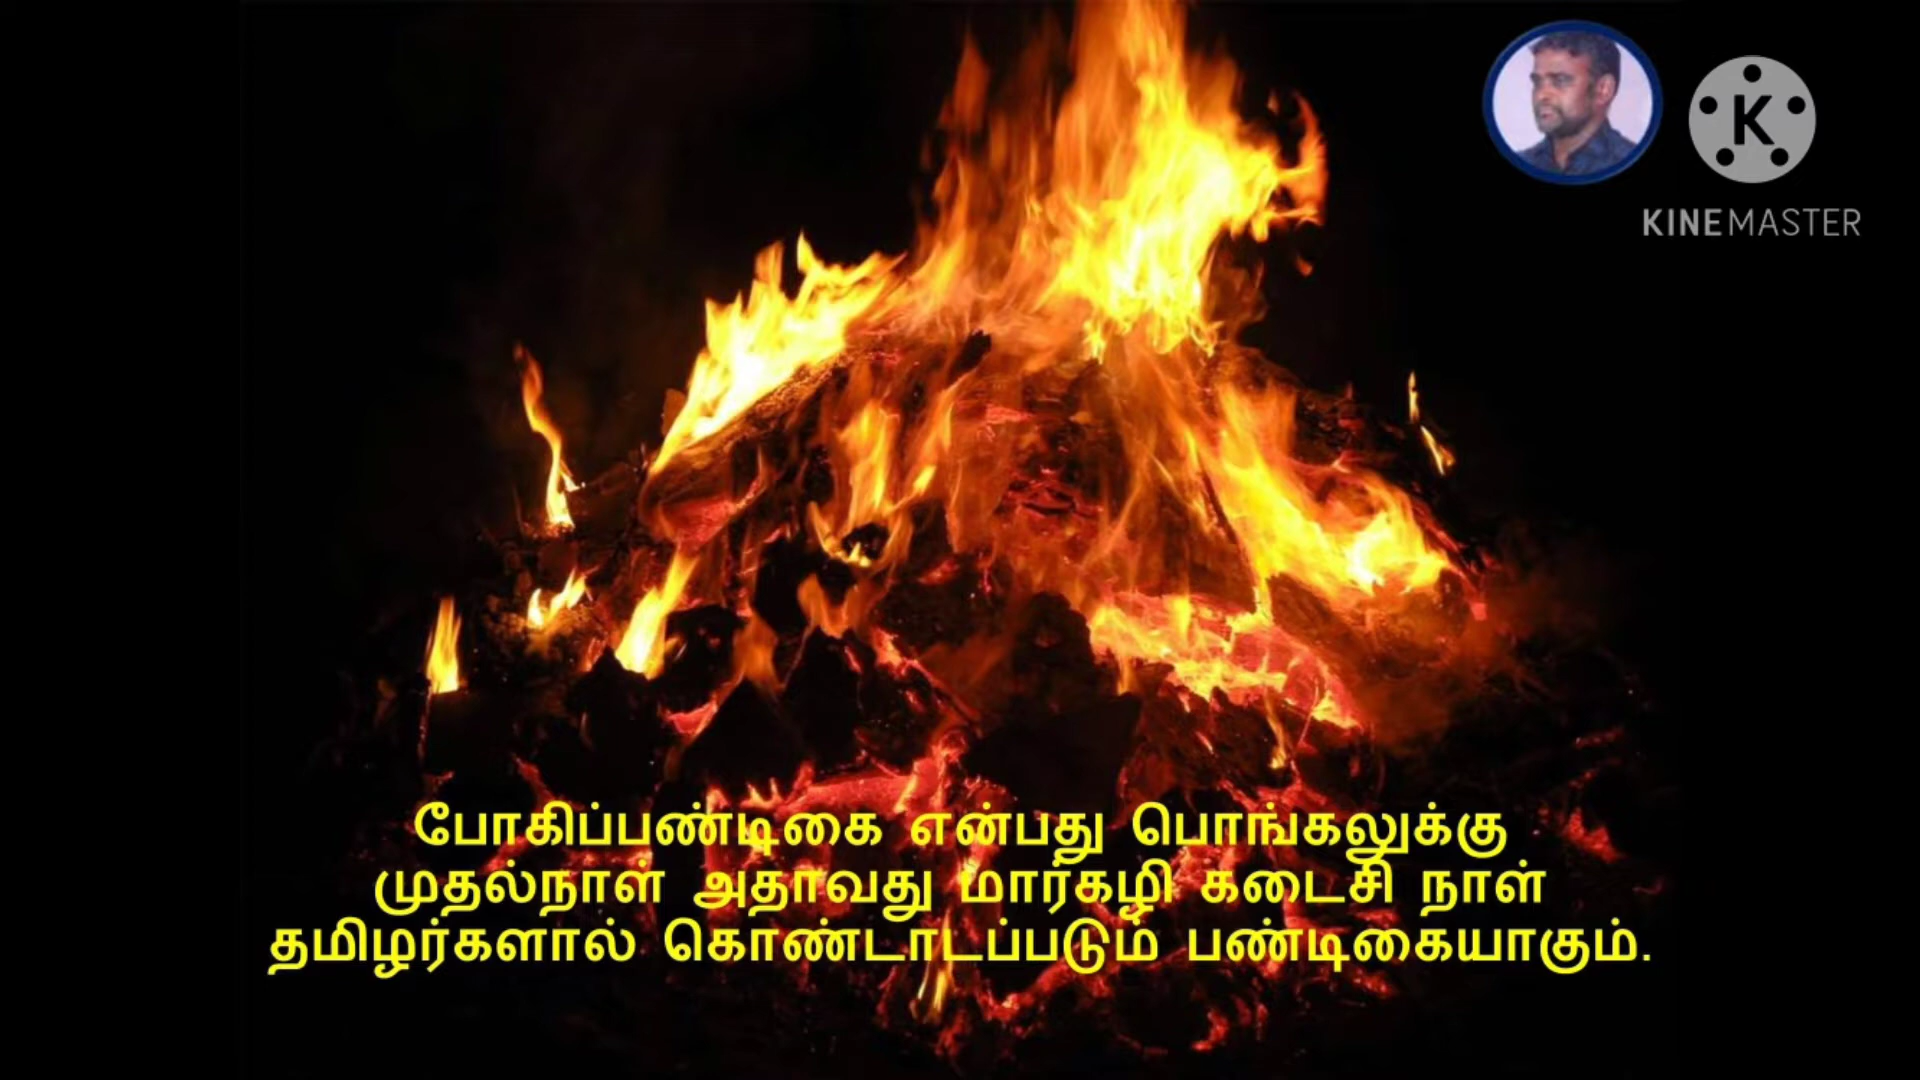 KINEMASTER
போகிப்பண்டிகை என்பது பொங்கலுக்கு
முதல்நாள் அதாவது மார்கழி கடைசி நாள்
தமிழர்களால் கொண்டாடப்படும் பண்டிகையாகும்.